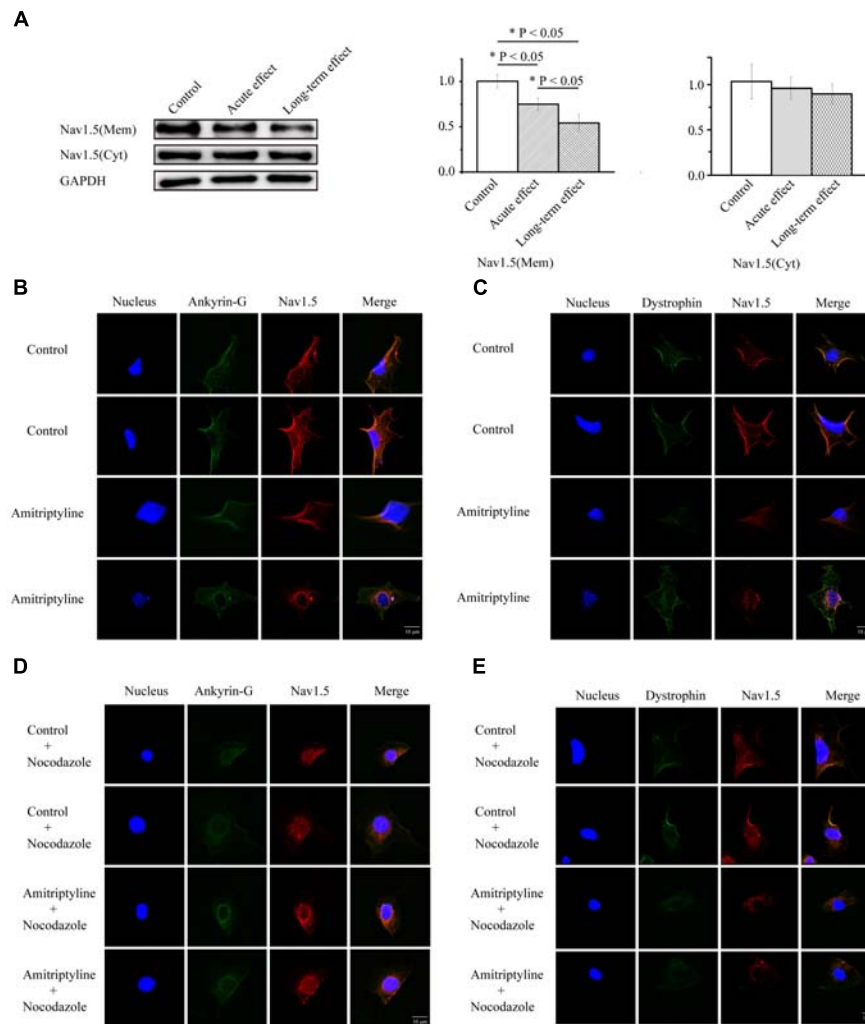 A
Control
Acute effect
Long-term effect
Nav1.5(Mem)
Nav1.5(Cyt)
GAPDH
* P < 0.05
* P < 0.05
* P < 0.05
1.0
0.5
0.0
Control
Acute effect
Long-term effect
Nav1.5(Mem)
1.0
0.5
0.0
Control
Acute effect
Long-term effect
Nav1.5(Cyt)
B
Nucleus Ankyrin-G Nav1.5 Merge
Control
Control
Amitriptyline
Amitriptyline
10 μm
C
Nucleus Dystrophin Nav1.5 Merge
Control
Control
Amitriptyline
Amitriptyline
D
Nucleus Ankyrin-G Nav1.5 Merge
Control
+
Nocodazole
Control
+
Nocodazole
Amitriptyline
+
Nocodazole
Amitriptyline
+
Nocodazole
10 μm
E
Nucleus Dystrophin Nav1.5 Merge
Control
+
Nocodazole
Control
+
Nocodazole
Amitriptyline
+
Nocodazole
Amitriptyline
+
Nocodazole